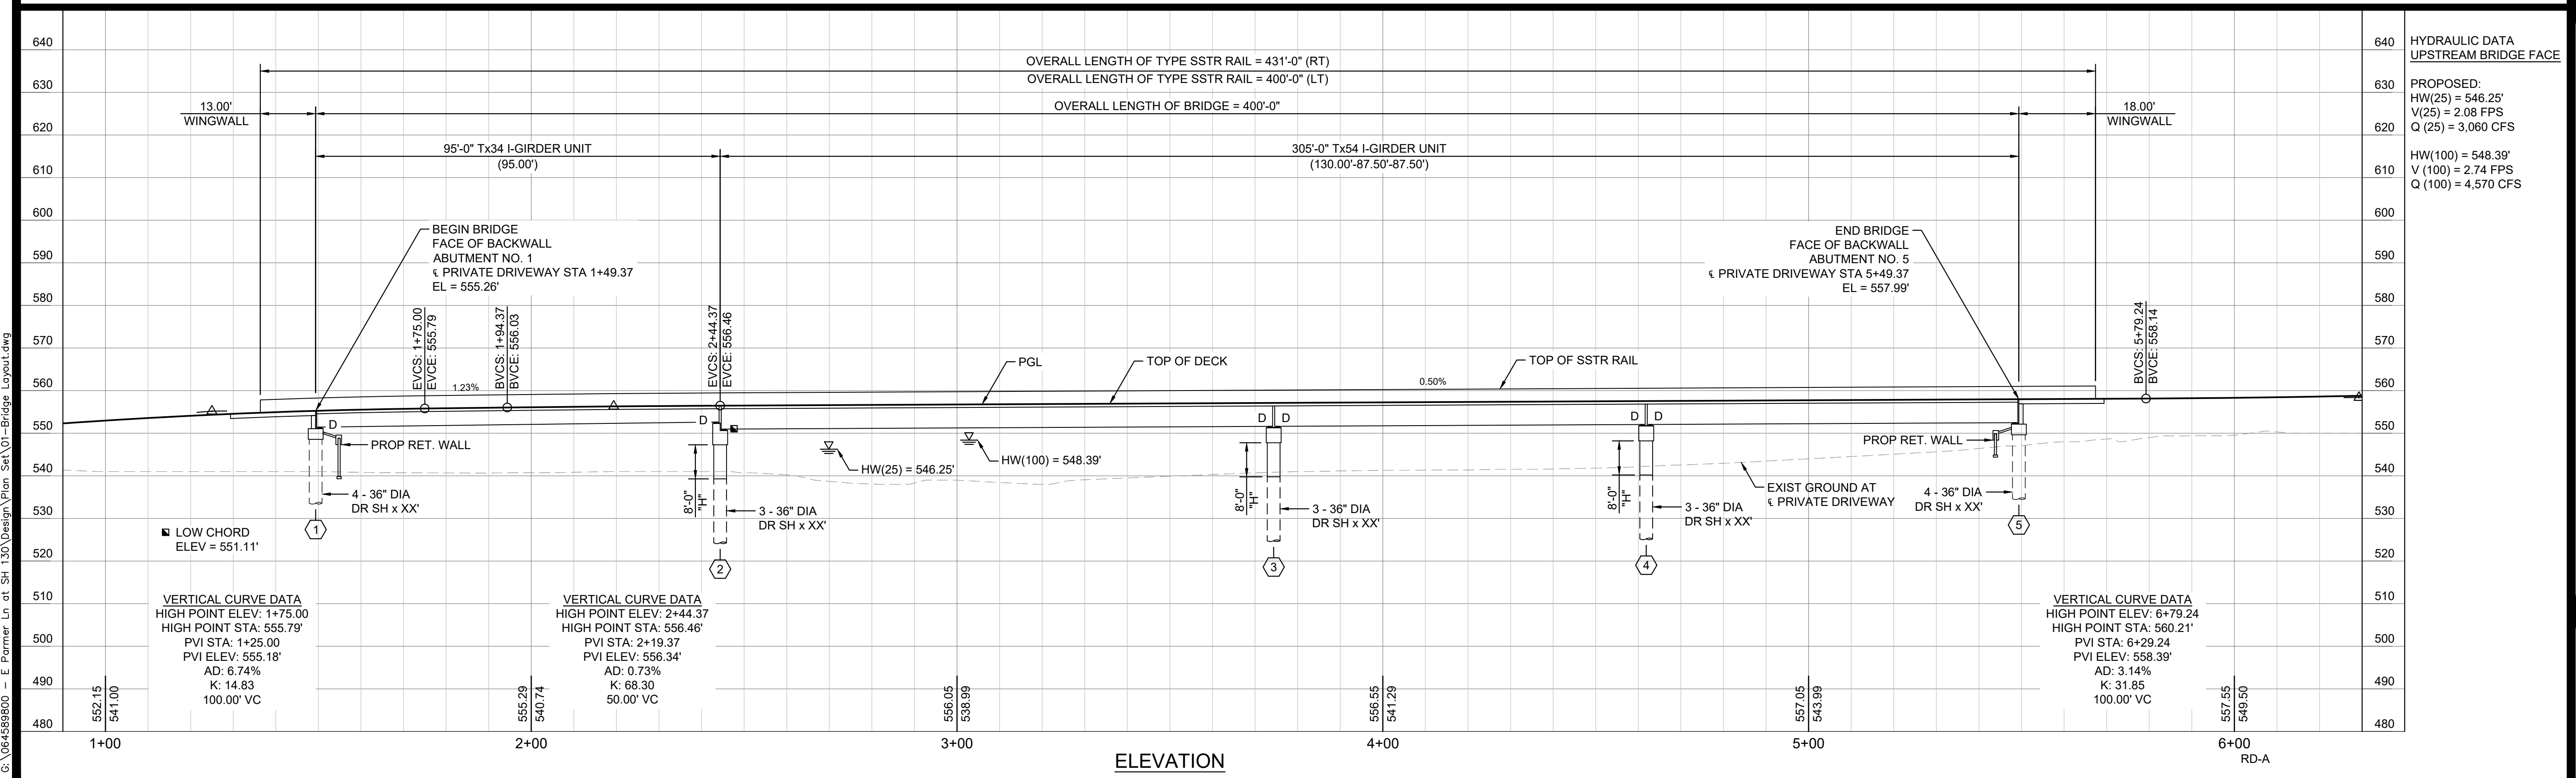 640
630
620
610
600
590
580
570
560
550
540
530
520
510
500
490
480
OVERALL LENGTH OF TYPE SSTR RAIL = 431'-0" (RT)
OVERALL LENGTH OF TYPE SSTR RAIL = 400'-0" (LT)
13.00'
WINGWALL
OVERALL LENGTH OF BRIDGE = 400'-0"
18.00'
WINGWALL
95'-0" Tx34 I-GIRDER UNIT
(95.00')
305'-0" Tx54 I-GIRDER UNIT
(130.00'-87.50'-87.50')
BEGIN BRIDGE
FACE OF BACKWALL
ABUTMENT NO. 1
℄ PRIVATE DRIVEWAY STA 1+49.37
EL = 555.26'
END BRIDGE
FACE OF BACKWALL
ABUTMENT NO. 5
℄ PRIVATE DRIVEWAY STA 5+49.37
EL = 557.99'
EVCS: 1+75.00
EVCE: 555.79
BVCS: 1+94.37
BVCE: 556.03
EVCS: 2+44.37
EVCE: 556.46
BVCS: 5+79.24
BVCE: 558.14
1.23%
PGL
TOP OF DECK
0.50%
TOP OF SSTR RAIL
D
D
D D
D D
PROP RET. WALL
HW(25) = 546.25'
HW(100) = 548.39'
PROP RET. WALL
EXIST GROUND AT
℄ PRIVATE DRIVEWAY
8'-0"
"H"
8'-0"
"H"
8'-0"
"H"
4 - 36" DIA
DR SH x XX'
3 - 36" DIA
DR SH x XX'
3 - 36" DIA
DR SH x XX'
3 - 36" DIA
DR SH x XX'
4 - 36" DIA
DR SH x XX'
LOW CHORD
ELEV = 551.11'
1
2
3
4
5
VERTICAL CURVE DATA
HIGH POINT ELEV: 1+75.00
HIGH POINT STA: 555.79'
PVI STA: 1+25.00
PVI ELEV: 555.18'
AD: 6.74%
K: 14.83
100.00' VC
VERTICAL CURVE DATA
HIGH POINT ELEV: 2+44.37
HIGH POINT STA: 556.46'
PVI STA: 2+19.37
PVI ELEV: 556.34'
AD: 0.73%
K: 68.30
50.00' VC
VERTICAL CURVE DATA
HIGH POINT ELEV: 6+79.24
HIGH POINT STA: 560.21'
PVI STA: 6+29.24
PVI ELEV: 558.39'
AD: 3.14%
K: 31.85
100.00' VC
552.15
541.00
555.29
540.74
556.05
538.99
556.55
541.29
557.05
543.99
557.55
549.50
1+00
2+00
3+00
4+00
5+00
6+00
RD-A
ELEVATION
640
630
620
610
600
590
580
570
560
550
540
530
520
510
500
490
480
HYDRAULIC DATA
UPSTREAM BRIDGE FACE
PROPOSED:
HW(25) = 546.25'
V(25) = 2.08 FPS
Q (25) = 3,060 CFS
HW(100) = 548.39'
V (100) = 2.74 FPS
Q (100) = 4,570 CFS
G:\064589800 - E Parmer Ln at SH 130\Design\Plan Set\01-Bridge Layout.dwg